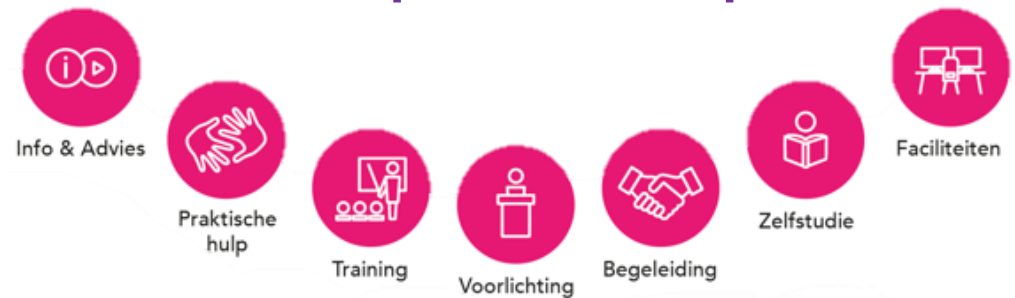 Info & Advies
Praktische
hulp
Training
Voorlichting
Begeleiding
Zelfstudie
Faciliteiten